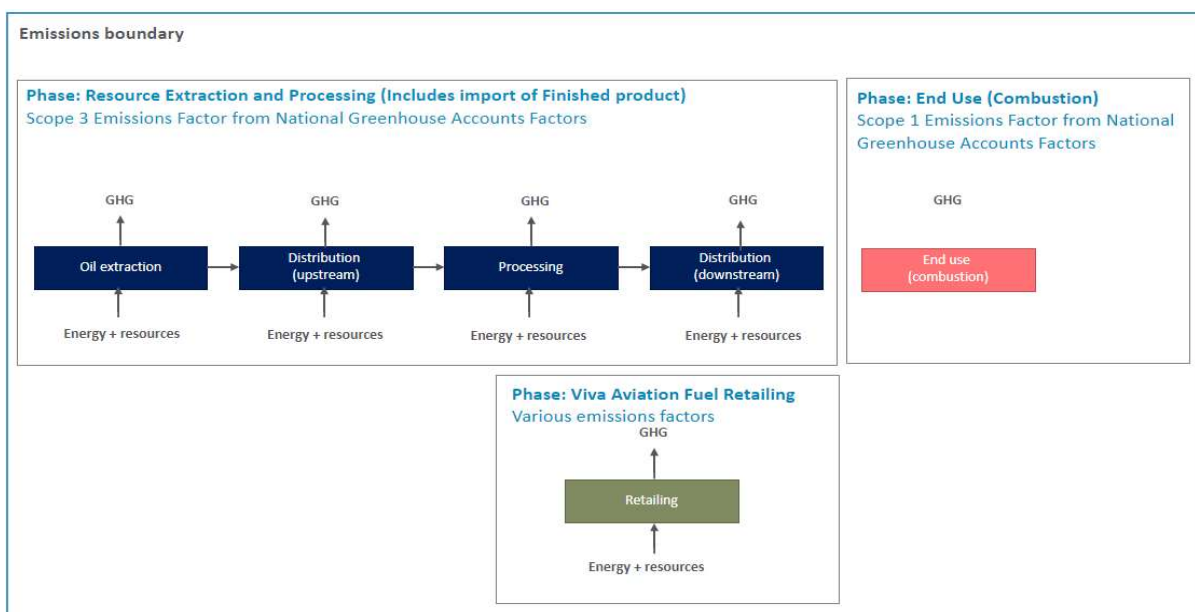 Emissions boundary
Phase: Resource Extraction and Processing (Includes import of Finished product)
Scope 3 Emissions Factor from National Greenhouse Accounts Factors
GHG
GHG
GHG
GHG
Oil extraction
Distribution
(upstream)
Processing
Distribution
(downstream)
Energy + resources
Energy + resources
Energy + resources
Energy + resources
Phase: End Use (Combustion)
Scope 1 Emissions Factor from National
Greenhouse Accounts Factors
GHG
End use
(combustion)
Phase: Viva Aviation Fuel Retailing
Various emissions factors
GHG
Retailing
Energy + resources